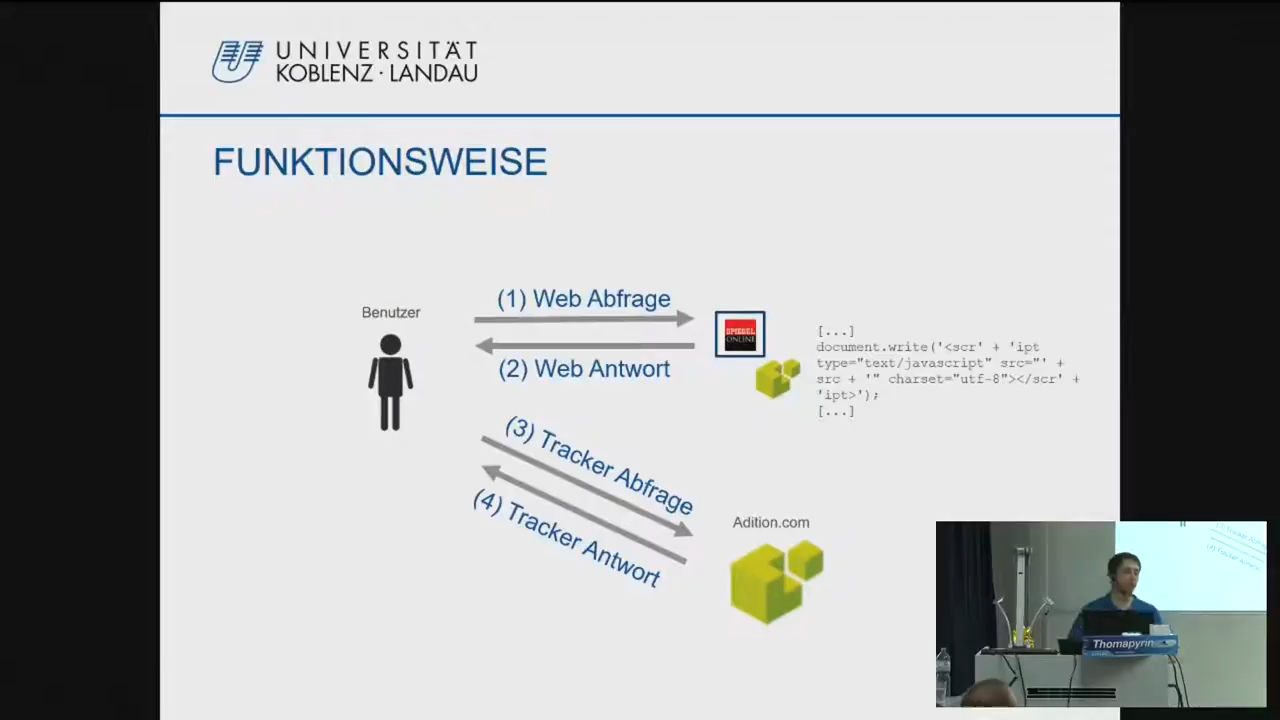 UNIVERSITÄT
KOBLENZ · LANDAU
FUNKTIONSWEISE
Benutzer
(1) Web Abfrage
(2) Web Antwort
SPIEGEL
ONLINE
[...]
document.write('<scr' + 'ipt
type="text/javascript" src="' +
src + '" charset="utf-8"></scr' +
'ipt>');
[...]
(3) Tracker Abfrage
(4) Tracker Antwort
Adition.com
Thomapyrin